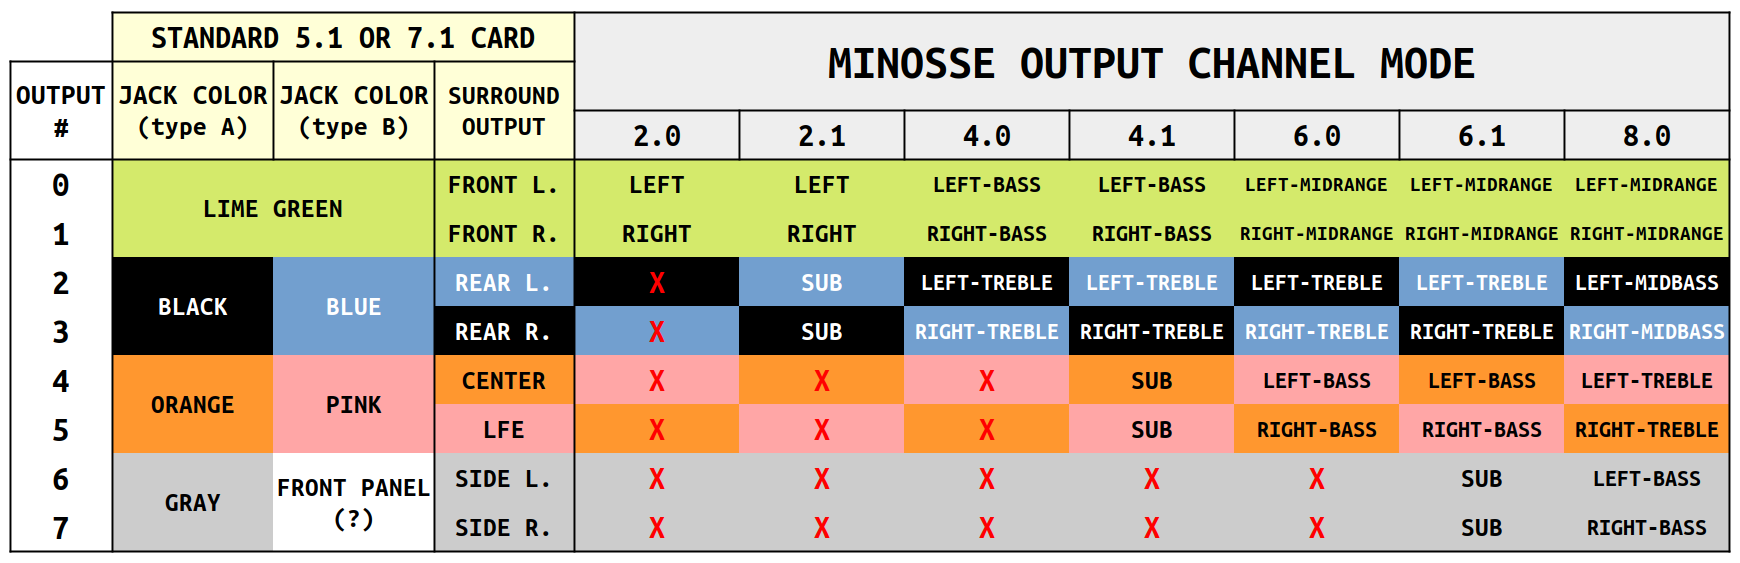 STANDARD 5.1 OR 7.1 CARD
MINOSSE OUTPUT CHANNEL MODE
OUTPUT
#
JACK COLOR
(type A)
JACK COLOR
(type B)
SURROUND
OUTPUT
2.0 2.1 4.0 4.1 6.0 6.1 8.0
LIME GREEN
0 FRONT L. LEFT LEFT LEFT-BASS LEFT-BASS LEFT-MIDRANGE LEFT-MIDRANGE LEFT-MIDRANGE
1 FRONT R. RIGHT RIGHT RIGHT-BASS RIGHT-BASS RIGHT-MIDRANGE RIGHT-MIDRANGE RIGHT-MIDRANGE
BLACK BLUE
2 REAR L. X SUB LEFT-TREBLE LEFT-TREBLE LEFT-TREBLE LEFT-TREBLE LEFT-MIDBASS
3 REAR R. X SUB RIGHT-TREBLE RIGHT-TREBLE RIGHT-TREBLE RIGHT-TREBLE RIGHT-MIDBASS
ORANGE PINK
4 CENTER X X X SUB LEFT-BASS LEFT-BASS LEFT-TREBLE
5 LFE X X X SUB RIGHT-BASS RIGHT-BASS RIGHT-TREBLE
GRAY
FRONT PANEL
(?)
6 SIDE L. X X X X X SUB LEFT-BASS
7 SIDE R. X X X X X SUB RIGHT-BASS